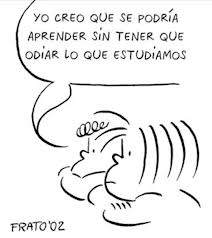 YO CREO QUE SE PODRÍA
APRENDER SIN TENER QUE
ODIAR LO QUE ESTUDIAMOS
FRATO'02